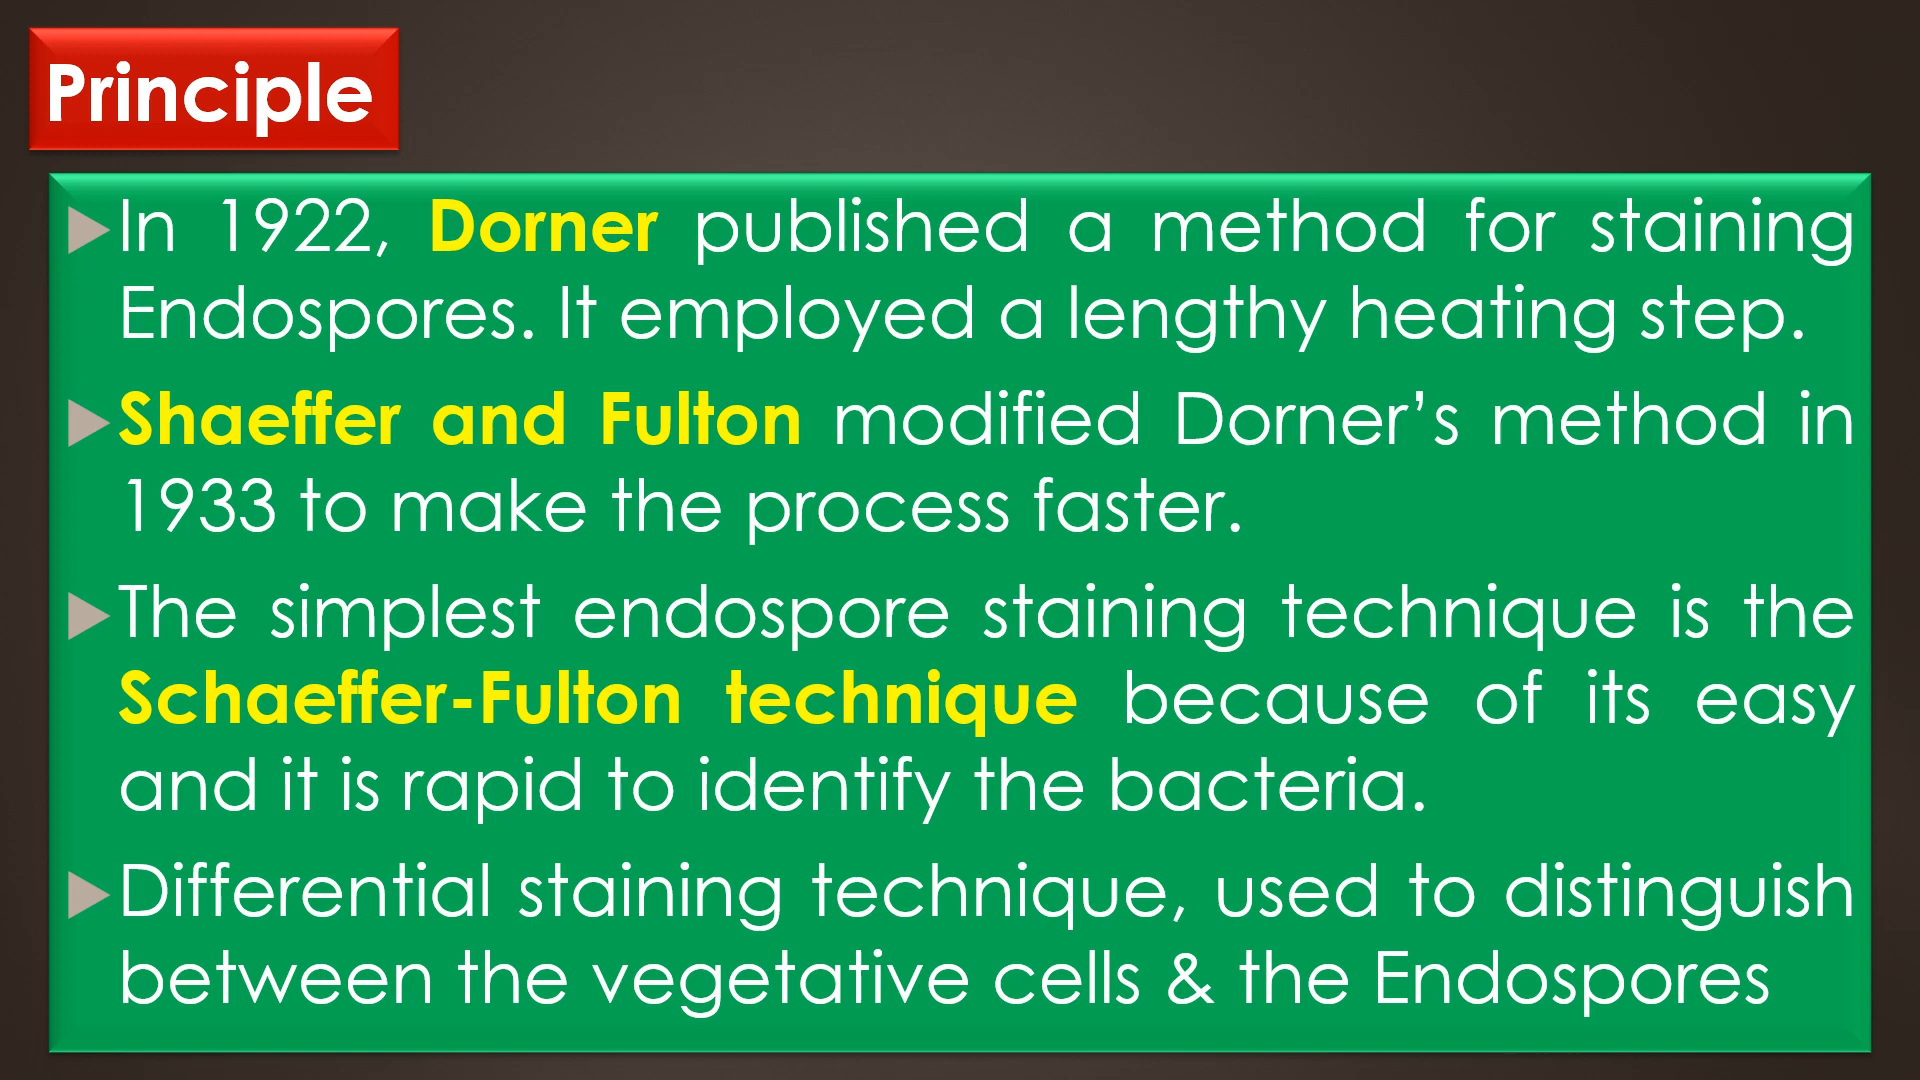 Principle
In 1922, Dorner published a method for staining
Endospores. It employed a lengthy heating step.
Shaeffer and Fulton modified Dorner’s method in
1933 to make the process faster.
The simplest endospore staining technique is the
Schaeffer-Fulton technique because of its easy
and it is rapid to identify the bacteria.
Differential staining technique, used to distinguish
between the vegetative cells & the Endospores